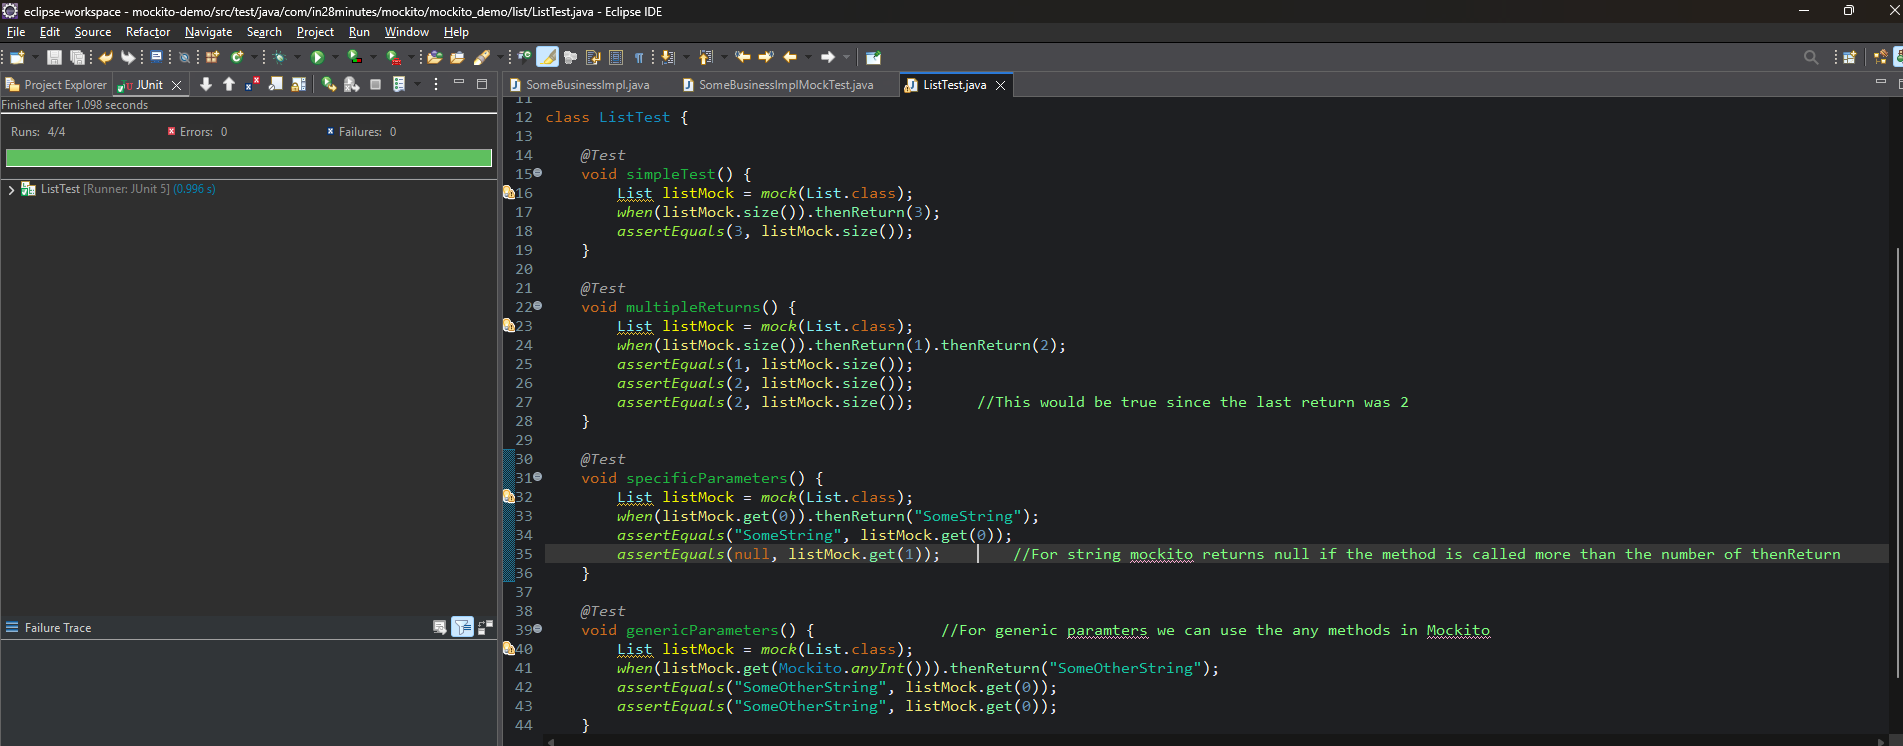 eclipse-workspace - mockito-demo/src/test/java/com/in28minutes/mockito/mockito_demo/list/ListTest.java - Eclipse IDE
File Edit Source Refactor Navigate Search Project Run Window Help
Project Explorer JUnit
Finished after 1.098 seconds
Runs: 4/4 Errors: 0 Failures: 0
ListTest [Runner: JUnit 5] (0.996 s)
Failure Trace
SomeBusinessImpl.java SomeBusinessImplMockTest.java ListTest.java
11
12 class ListTest {
13
14 @Test
15 void simpleTest() {
16 List listMock = mock(List.class);
17 when(listMock.size()).thenReturn(3);
18 assertEquals(3, listMock.size());
19 }
20
21 @Test
22 void multipleReturns() {
23 List listMock = mock(List.class);
24 when(listMock.size()).thenReturn(1).thenReturn(2);
25 assertEquals(1, listMock.size());
26 assertEquals(2, listMock.size());
27 assertEquals(2, listMock.size()); //This would be true since the last return was 2
28 }
29
30 @Test
31 void specificParameters() {
32 List listMock = mock(List.class);
33 when(listMock.get(0)).thenReturn("SomeString");
34 assertEquals("SomeString", listMock.get(0));
35 assertEquals(null, listMock.get(1)); //For string mockito returns null if the method is called more than the number of thenReturn
36 }
37
38 @Test
39 void genericParameters() { //For generic paramters we can use the any methods in Mockito
40 List listMock = mock(List.class);
41 when(listMock.get(Mockito.anyInt())).thenReturn("SomeOtherString");
42 assertEquals("SomeOtherString", listMock.get(0));
43 assertEquals("SomeOtherString", listMock.get(0));
44 }